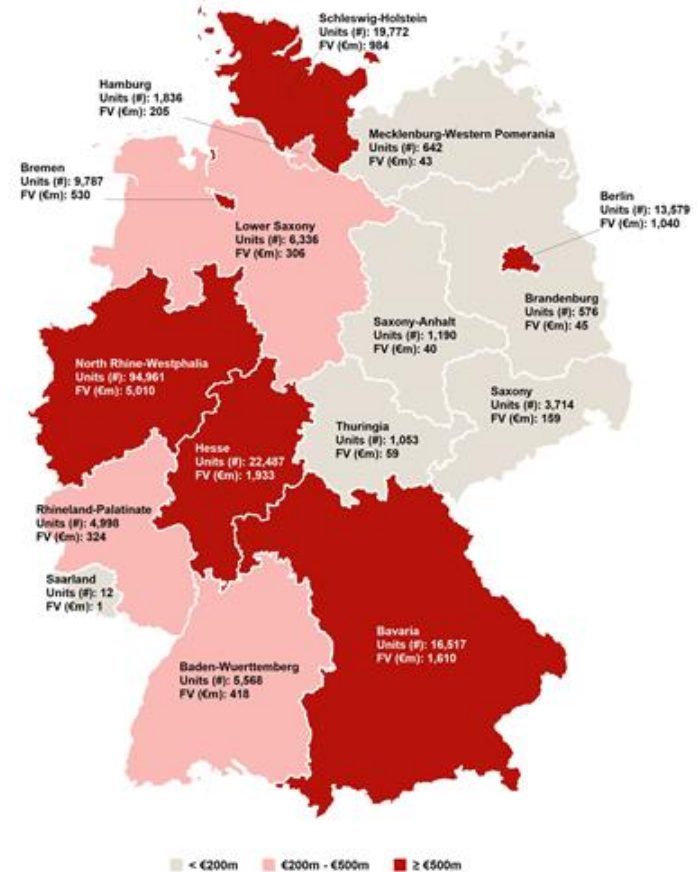 Schleswig-Holstein
Units (#): 19,772
FV (€m): 984
Hamburg
Units (#): 1,836
FV (€m): 205
Mecklenburg-Western Pomerania
Units (#): 642
FV (€m): 43
Bremen
Units (#): 9,787
FV (€m): 530
Berlin
Units (#): 13,579
FV (€m): 1,040
Lower Saxony
Units (#): 6,336
FV (€m): 306
Brandenburg
Units (#): 576
FV (€m): 45
Saxony-Anhalt
Units (#): 1,190
FV (€m): 40
North Rhine-Westphalia
Units (#): 94,961
FV (€m): 5,010
Saxony
Units (#): 3,714
FV (€m): 159
Thuringia
Units (#): 1,053
FV (€m): 59
Hesse
Units (#): 22,487
FV (€m): 1,933
Rhineland-Palatinate
Units (#): 4,998
FV (€m): 324
Saarland
Units (#): 12
FV (€m): 1
Bavaria
Units (#): 16,517
FV (€m): 1,610
Baden-Wuerttemberg
Units (#): 5,568
FV (€m): 418
< €200m €200m - €500m ≥ €500m